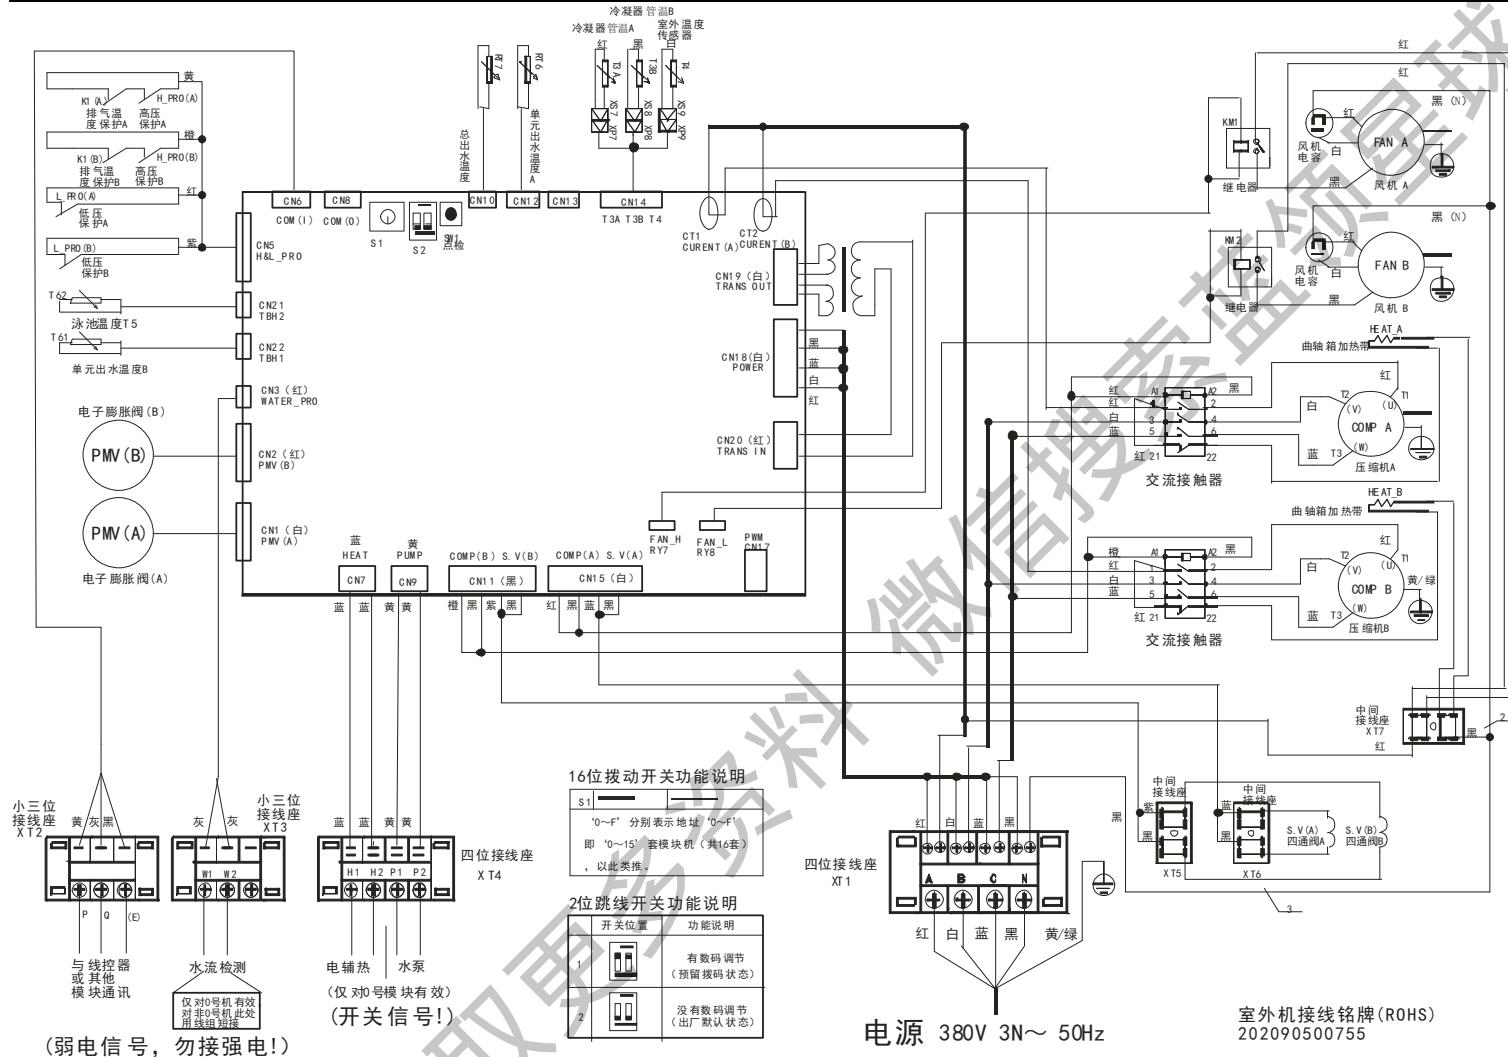 冷凝器管温B
冷凝器管温A
室外温度
传感器
红
黑
白
T3A
T3B
T4
XS7
XP7
XS8
XP8
XS9
XP9
RT7
RT6
总出水温度
单元出水温度A
黄
K1(A)
H_PRO(A)
排气温
度保护A
高压
保护A
橙
K1(B)
H_PRO(B)
排气温
度保护B
高压
保护B
L_PRO(A)
红
低压
保护A
L_PRO(B)
紫
低压
保护B
T62
泳池温度T5
T61
单元出水温度B
电子膨胀阀(B)
PMV(B)
PMV(A)
电子膨胀阀(A)
CN6
COM(I)
CN8
COM(O)
S1
S2
SW1
点检
CN10
CN12
CN13
CN14
T3A T3B T4
CT1
CURENT(A)
CT2
CURENT(B)
CN5
H&L_PRO
CN21
TBH2
CN22
TBH1
CN3(红)
WATER_PRO
CN2(红)
PMV(B)
CN1(白)
PMV(A)
CN19(白)
TRANS OUT
CN18(白)
POWER
黑
蓝
白
红
CN20(红)
TRANS IN
蓝
HEAT
CN7
黄
PUMP
CN9
COMP(B) S.V(B)
CN11(黑)
COMP(A) S.V(A)
CN15(白)
FAN_H
RY7
FAN_L
RY8
PWM
CN17
蓝 蓝 黄 黄
橙 黑 紫 黑
红 黑 蓝 黑
红
红
KM1
继电器
风机
电容
红
白
黑
黑(N)
FAN A
风机A
KM2
继电器
风机
电容
红
白
黑
黑(N)
FAN B
风机B
HEAT_A
曲轴箱加热带
红
红
白
蓝
红
A1
A2
黑
1
2
3
4
5
6
21
22
交流接触器
红
白
蓝
T2
(V)
T1
(U)
COMP A
(W)
T3
压缩机A
HEAT_B
曲轴箱加热带
橙
红
白
蓝
红
A1
A2
黑
1
2
3
4
5
6
21
22
交流接触器
红
白
蓝
T2
(V)
T1
(U)
COMP B
(W)
T3
压缩机B
黄/绿
中间
接线座
XT7
红
黑
2
小三位
接线座
XT2
黄 灰 黑
P Q (E)
与线控器
或其他
模块通讯
(弱电信号,勿接强电!)
小三位
接线座
XT3
灰 灰
W1 W2
水流检测
仅对0号机有效
对非0号机此处
用线组短接
蓝 蓝 黄 黄
四位接线座
XT4
H1 H2 P1 P2
电辅热
水泵
(仅对0号模块有效)
(开关信号!)
16位拨动开关功能说明
S1
‘0～F’ 分别表示地址‘0～F’
即‘0～15’套模块机(共16套)
，以此类推。
2位跳线开关功能说明
开关位置 功能说明
1
有数码调节
(预留拨码状态)
2
没有数码调节
(出厂默认状态)
红 白 蓝 黑
四位接线座
XT1
A B C N
红 白 蓝 黑 黄/绿
电源 380V 3N～ 50Hz
黑
中间
接线座
紫
黑
XT5
中间
接线座
蓝
黑
XT6
S.V(A)
四通阀A
S.V(B)
四通阀B
3
室外机接线铭牌(ROHS)
202090500755
取更多资料 微信搜索蓝领星球